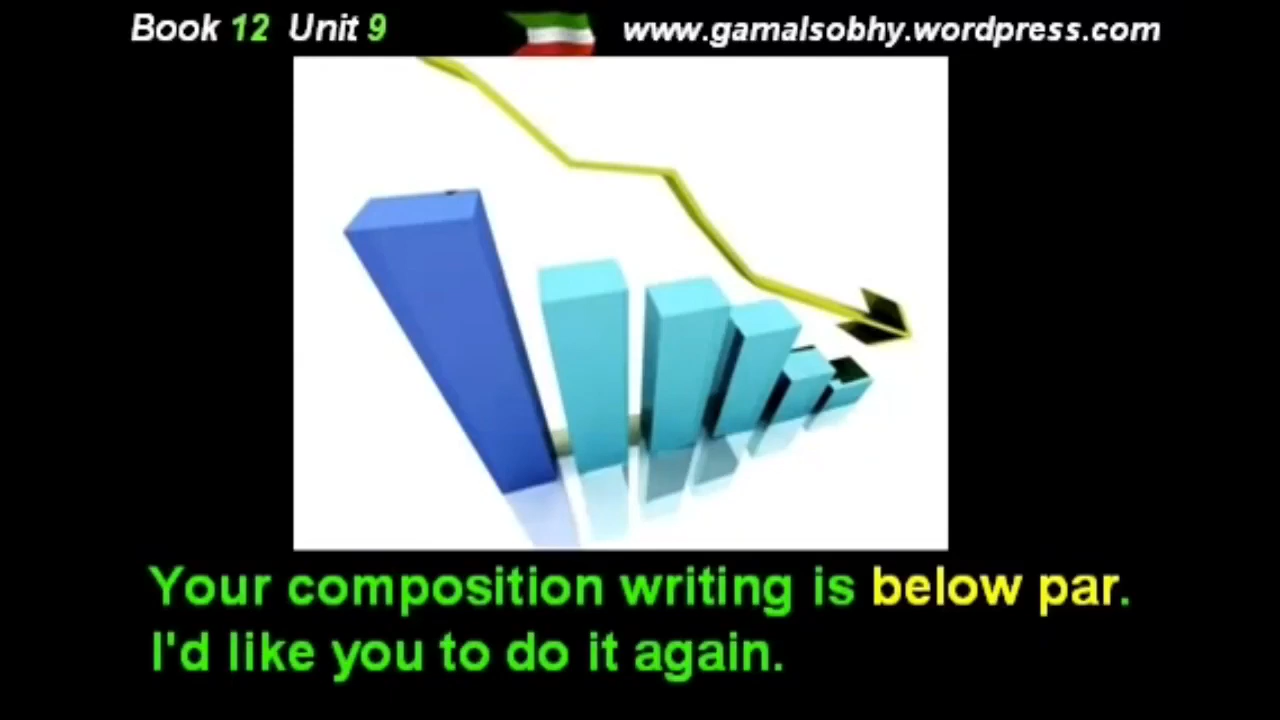 Book 12 Unit 9
www.gamalsobhy.wordpress.com
Your composition writing is below par.
I'd like you to do it again.